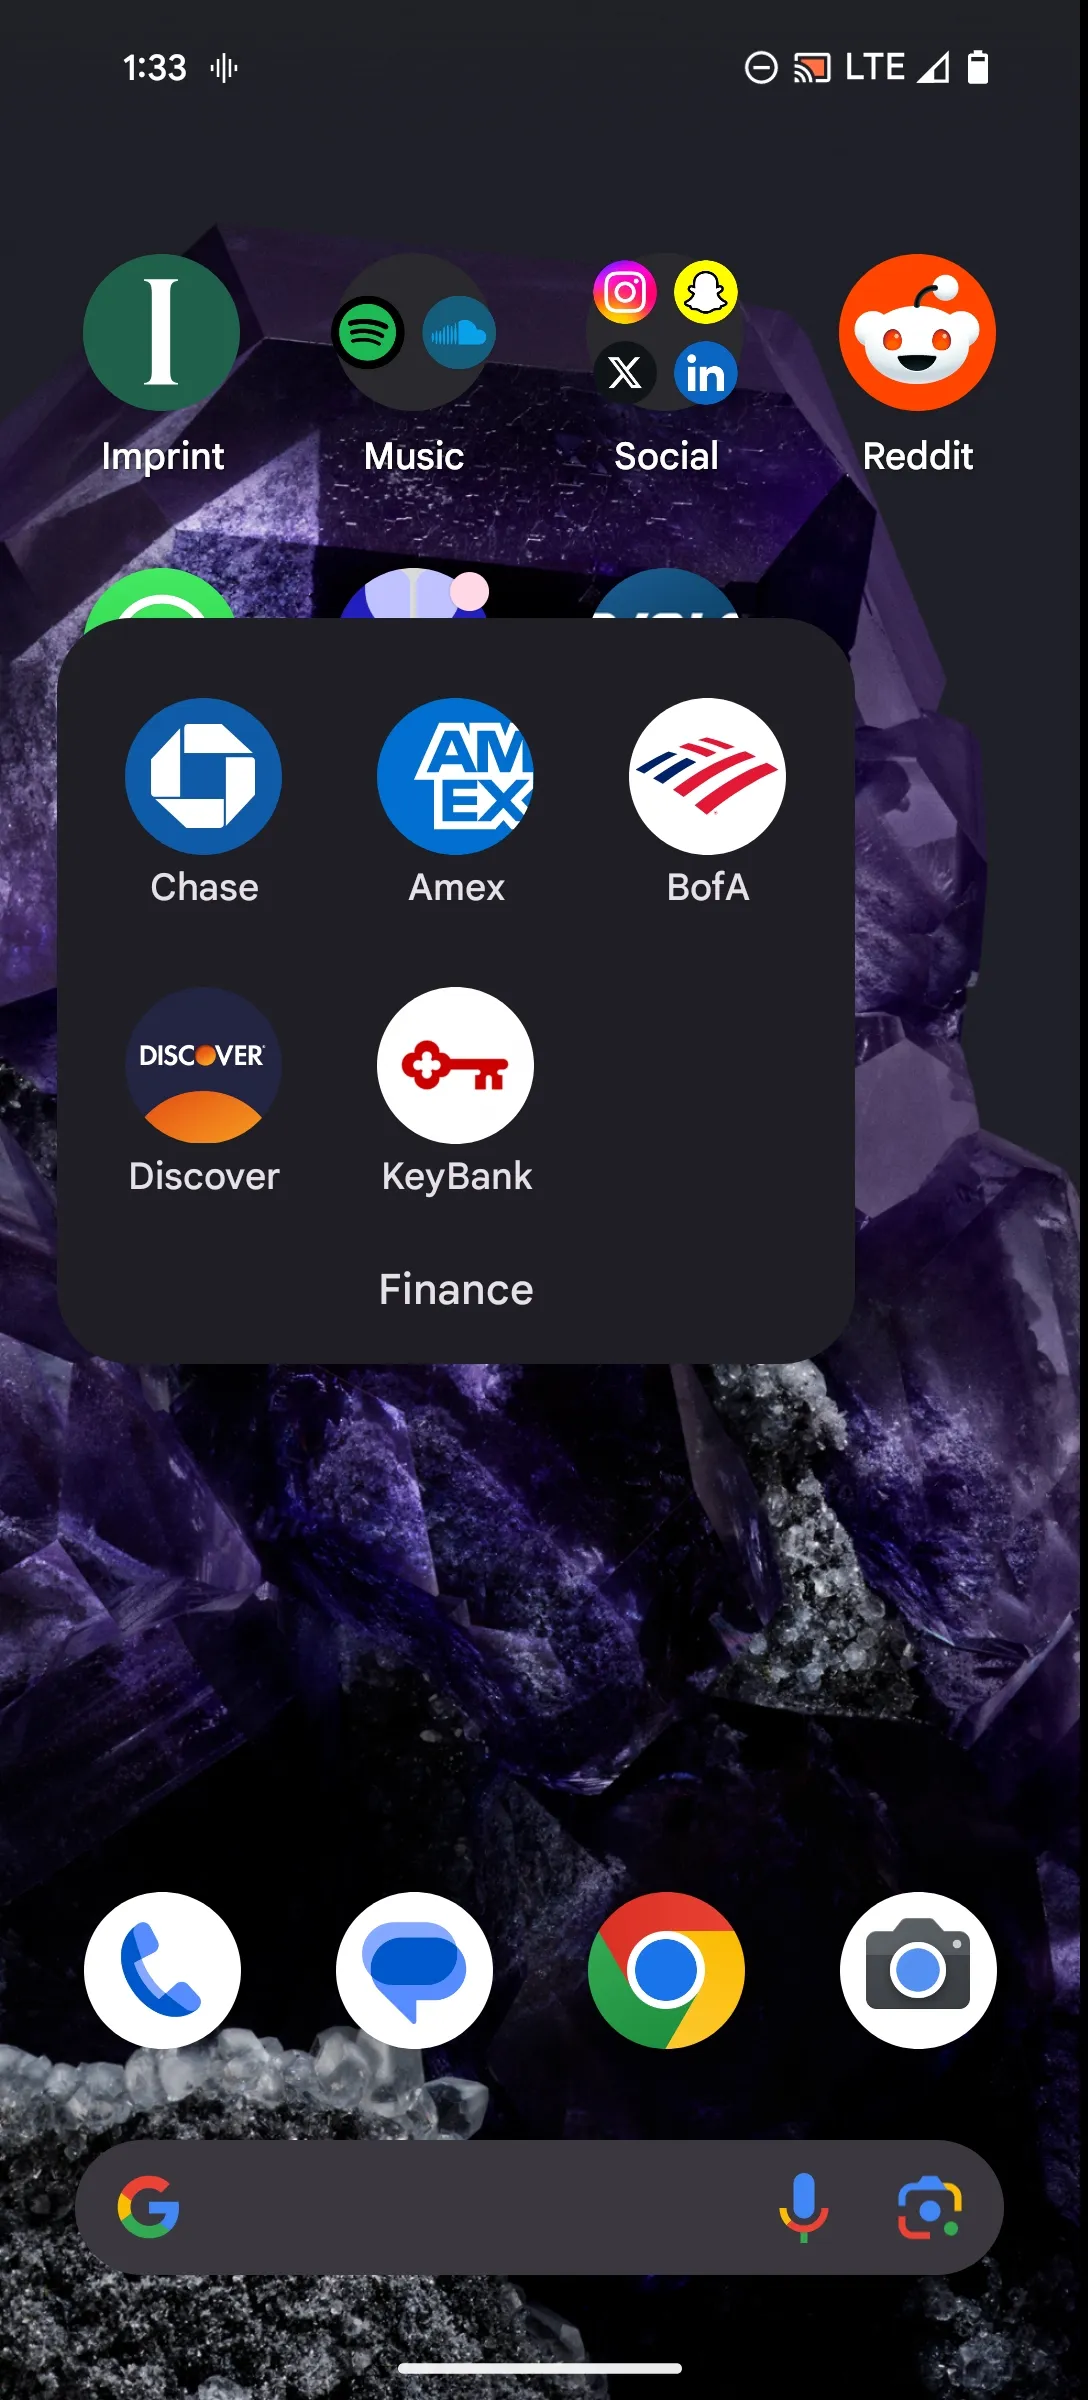 1:33 LTE
Imprint Music Social Reddit
AM
EX
Chase Amex BofA
DISCOVER
Discover KeyBank
Finance